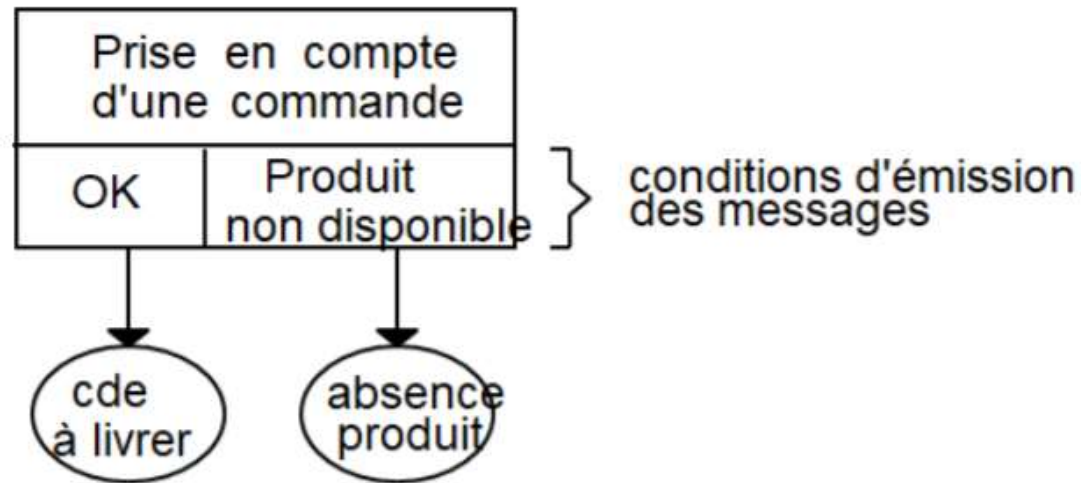 Prise en compte
d'une commande
OK
Produit
non disponible
conditions d'émission
des messages
cde
à livrer
absence
produit